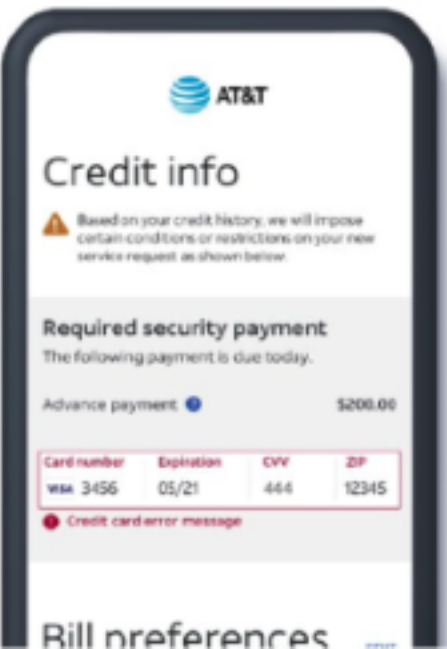 AT&T
Credit info
Based on your credit history, we will impose
certain conditions or restrictions on your new
service request as shown below.
Required security payment
The following payment is due today.
Advance payment ? $200.00
Card number Expiration CVV ZIP
VISA 3456 05/21 444 12345
! Credit card error message
Bill preferences EDIT